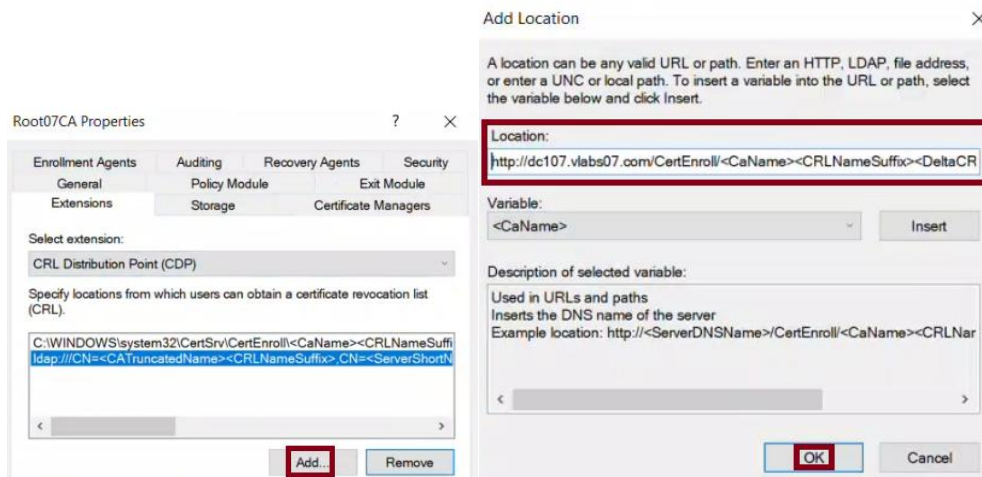 Root07CA Properties
?
Enrollment Agents Auditing Recovery Agents Security
General Policy Module Exit Module
Extensions Storage Certificate Managers
Select extension:
CRL Distribution Point (CDP)
Specify locations from which users can obtain a certificate revocation list
(CRL).
C:\WINDOWS\system32\CertSrv\CertEnroll\<CaName><CRLNameSuffi
ldap:///CN=<CATruncatedName><CRLNameSuffix>,CN=<ServerShortN
Add... Remove
Add Location
A location can be any valid URL or path. Enter an HTTP, LDAP, file address,
or enter a UNC or local path. To insert a variable into the URL or path, select
the variable below and click Insert.
Location:
http://dc107.vlabs07.com/CertEnroll/<CaName><CRLNameSuffix><DeltaCR
Variable:
<CaName> Insert
Description of selected variable:
Used in URLs and paths
Inserts the DNS name of the server
Example location: http://<ServerDNSName>/CertEnroll/<CaName><CRLNar
OK Cancel